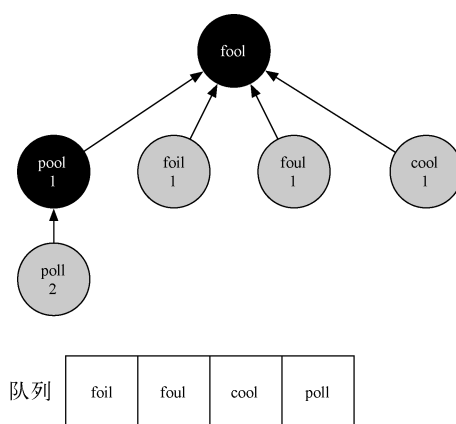 fool
pool
1
foil
1
foul
1
cool
1
poll
2
队列 foil foul cool poll